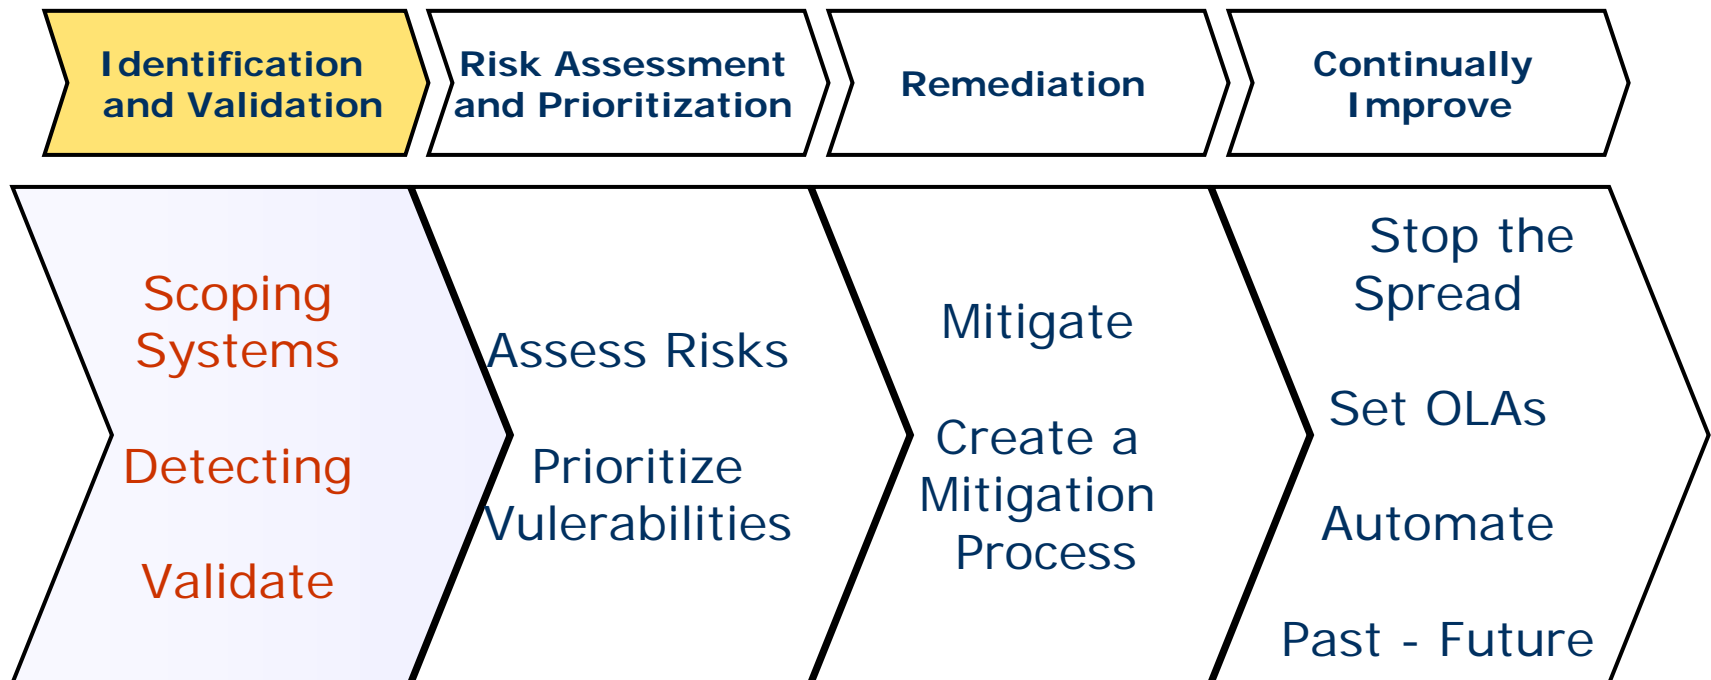 Identification
and Validation
Risk Assessment
and Prioritization
Remediation
Continually
Improve
Scoping
Systems
Detecting
Validate
Assess Risks
Prioritize
Vulerabilities
Mitigate
Create a
Mitigation
Process
Stop the
Spread
Set OLAs
Automate
Past - Future